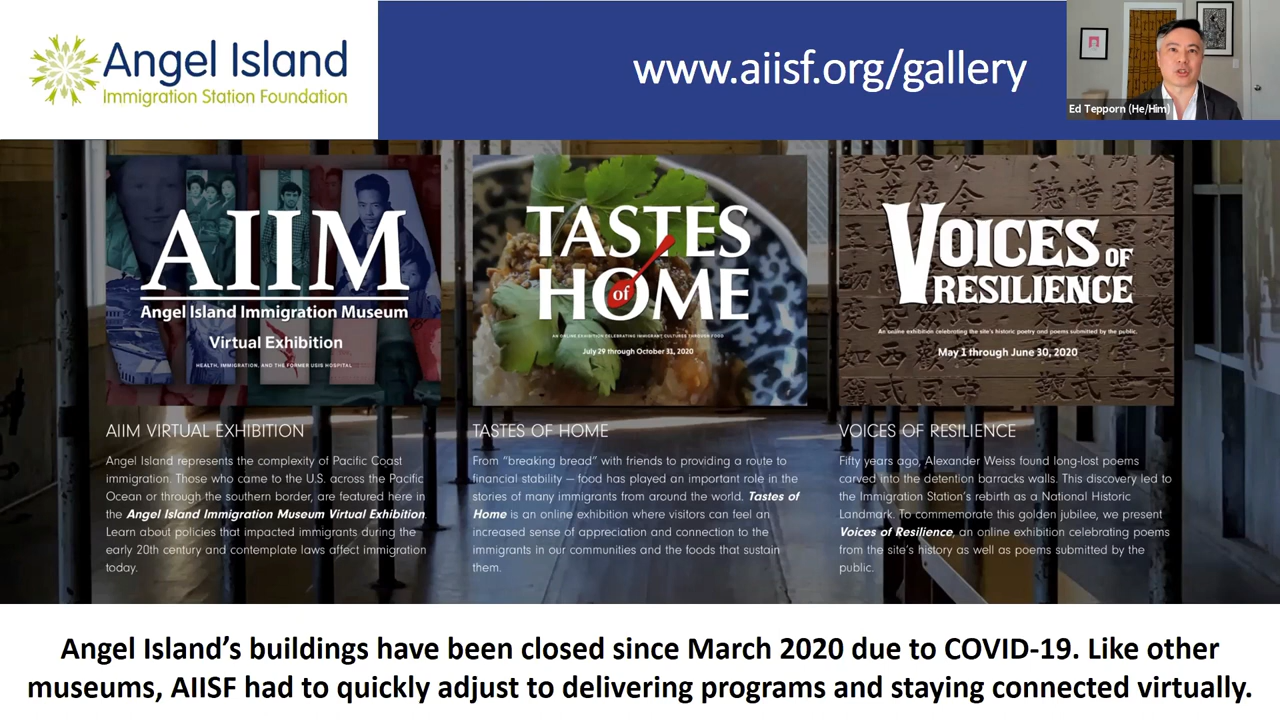 Angel Island
Immigration Station Foundation
www.aiisf.org/gallery
Ed Tepporn (He/Him)
AIIM
Angel Island Immigration Museum
Virtual Exhibition
HEALTH, IMMIGRATION, AND THE FORMER USIS HOSPITAL
TASTES
of
HOME
AN ONLINE EXHIBITION CELEBRATING IMMIGRANT CULTURES THROUGH FOOD
July 29 through October 31, 2020
VOICES OF
RESILIENCE
An online exhibition celebrating the site's historic poetry and poems submitted by the public.
May 1 through June 30, 2020
AIIM VIRTUAL EXHIBITION
Angel Island represents the complexity of Pacific Coast
immigration. Those who came to the U.S. across the Pacific
Ocean or through the southern border, are featured here in
the Angel Island Immigration Museum Virtual Exhibition.
Learn about policies that impacted immigrants during the
early 20th century and contemplate laws affect immigration
today.
TASTES OF HOME
From “breaking bread” with friends to providing a route to
financial stability – food has played an important role in the
stories of many immigrants from around the world. Tastes of
Home is an online exhibition where visitors can feel an
increased sense of appreciation and connection to the
immigrants in our communities and the foods that sustain
them.
VOICES OF RESILIENCE
Fifty years ago, Alexander Weiss found long-lost poems
carved into the detention barracks walls. This discovery led to
the Immigration Station's rebirth as a National Historic
Landmark. To commemorate this golden jubilee, we present
Voices of Resilience, an online exhibition celebrating poems
from the site's history as well as poems submitted by the
public.
Angel Island’s buildings have been closed since March 2020 due to COVID-19. Like other
museums, AIISF had to quickly adjust to delivering programs and staying connected virtually.